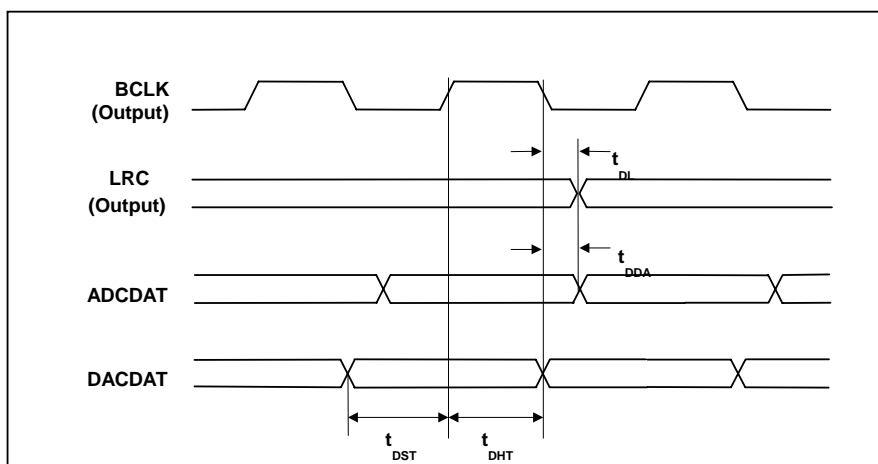 BCLK
(Output)
t DL
LRC
(Output)
t DDA
ADCDAT
DACDAT
t DST
t DHT